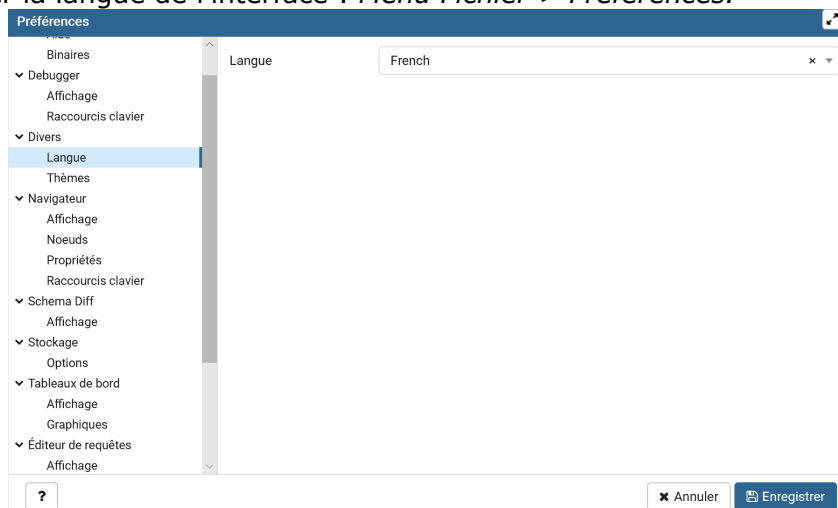 la langue de l'interface : Menu Fichier > Préférences.
Préférences
Aide
Binaires
Debugger
Affichage
Raccourcis clavier
Divers
Langue
Thèmes
Navigateur
Affichage
Noeuds
Propriétés
Raccourcis clavier
Schema Diff
Affichage
Stockage
Options
Tableaux de bord
Affichage
Graphiques
Éditeur de requêtes
Affichage
Langue
French
?
Annuler
Enregistrer